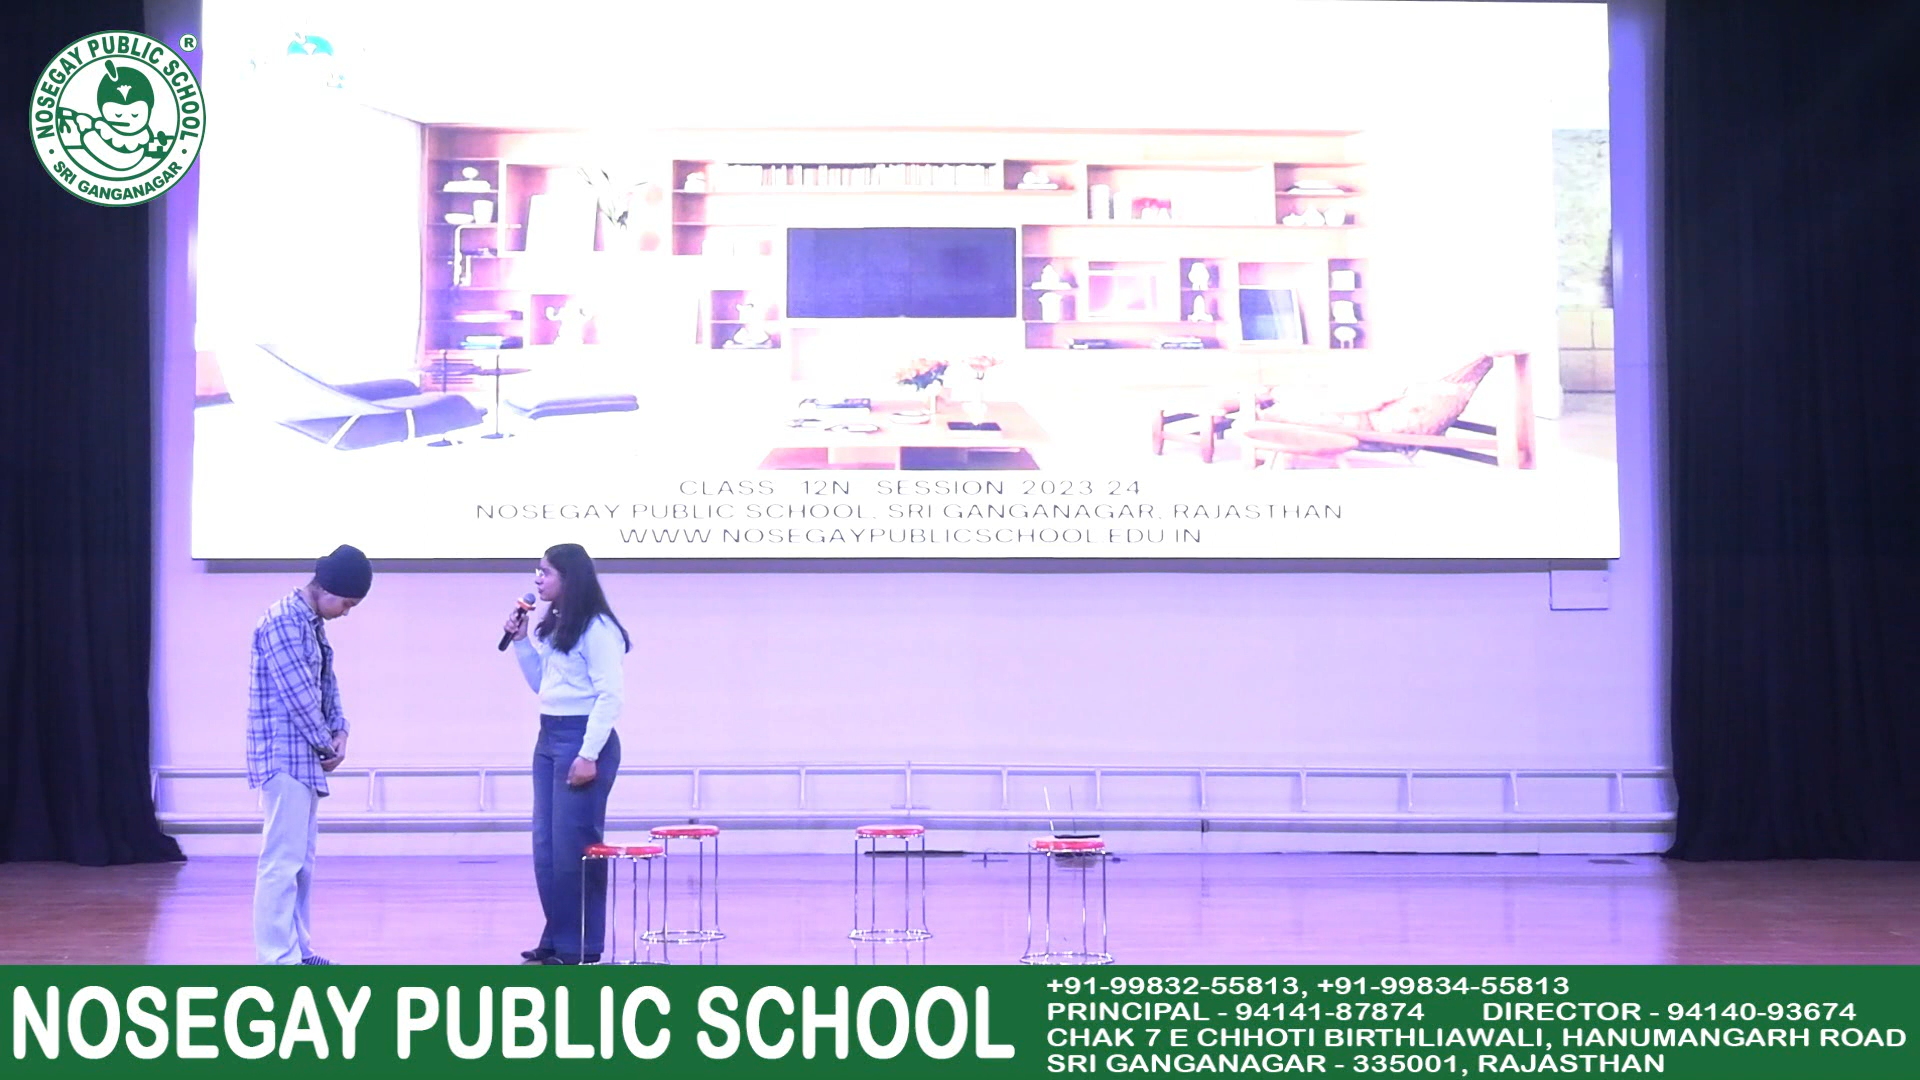 NOSEGAY PUBLIC SCHOOL
®
· SRI GANGANAGAR ·
CLASS 12N SESSION 2023 24
NOSEGAY PUBLIC SCHOOL, SRI GANGANAGAR, RAJASTHAN
WWW NOSEGAYPUBLICSCHOOL EDU IN
NOSEGAY PUBLIC SCHOOL
+91-99832-55813, +91-99834-55813
PRINCIPAL - 94141-87874 DIRECTOR - 94140-93674
CHAK 7 E CHHOTI BIRTHLIAWALI, HANUMANGARH ROAD
SRI GANGANAGAR - 335001, RAJASTHAN